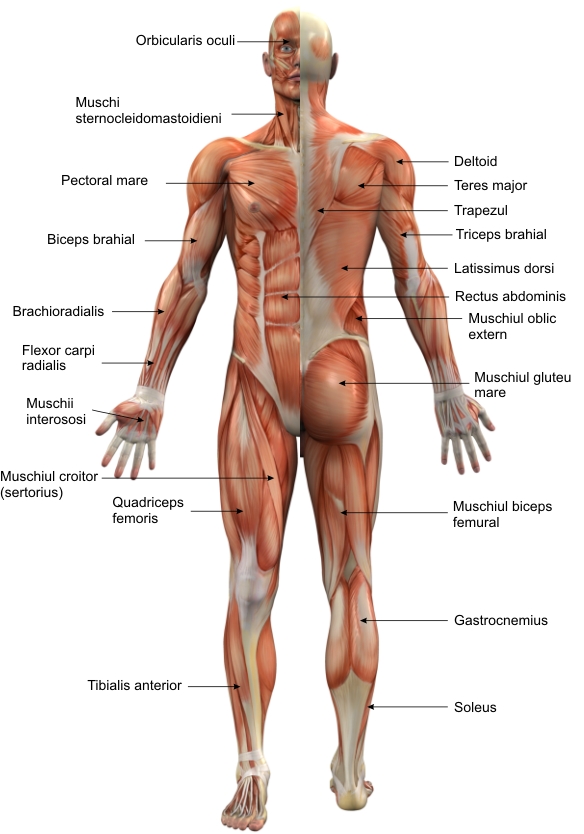 Orbicularis oculi
Muschi
sternocleidomastoidieni
Pectoral mare
Biceps brahial
Brachioradialis
Flexor carpi
radialis
Muschii
interososi
Muschiul croitor
(sertorius)
Quadriceps
femoris
Tibialis anterior
Deltoid
Teres major
Trapezul
Triceps brahial
Latissimus dorsi
Rectus abdominis
Muschiul oblic
extern
Muschiul gluteu
mare
Muschiul biceps
femural
Gastrocnemius
Soleus